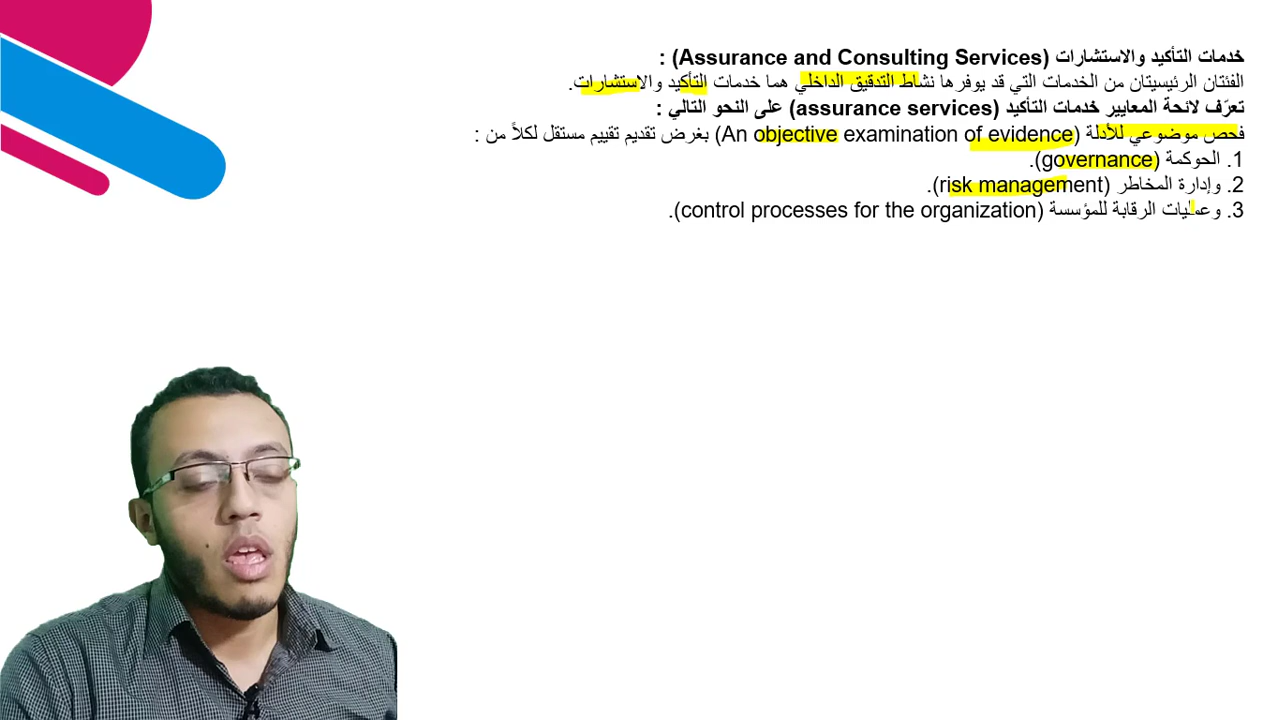 خدمات التأكيد والاستشارات (Assurance and Consulting Services) :
الفئتان الرئيسيتان من الخدمات التي قد يوفرها نشاط التدقيق الداخلي هما خدمات التأكيد والاستشارات.
تعرّف لائحة المعايير خدمات التأكيد (assurance services) على النحو التالي :
فحص موضوعي للأدلة (An objective examination of evidence) بغرض تقديم تقييم مستقل لكلاً من :
1. الحوكمة (governance).
2. وإدارة المخاطر (risk management).
3. وعمليات الرقابة للمؤسسة (control processes for the organization).